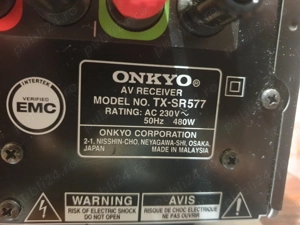 ONKYO®
AV RECEIVER
MODEL NO. TX-SR577
RATING: AC 230V~
50Hz 480W
ONKYO CORPORATION
2-1, NISSHIN-CHO, NEYAGAWA-SHI, OSAKA,
JAPAN MADE IN MALAYSIA
INTERTEK
VERIFIED
EMC
WARNING
RISK OF ELECTRIC SHOCK
DO NOT OPEN
AVIS
RISQUE DE CHOC ELECTRIQUE
NE PAS OUVRIR